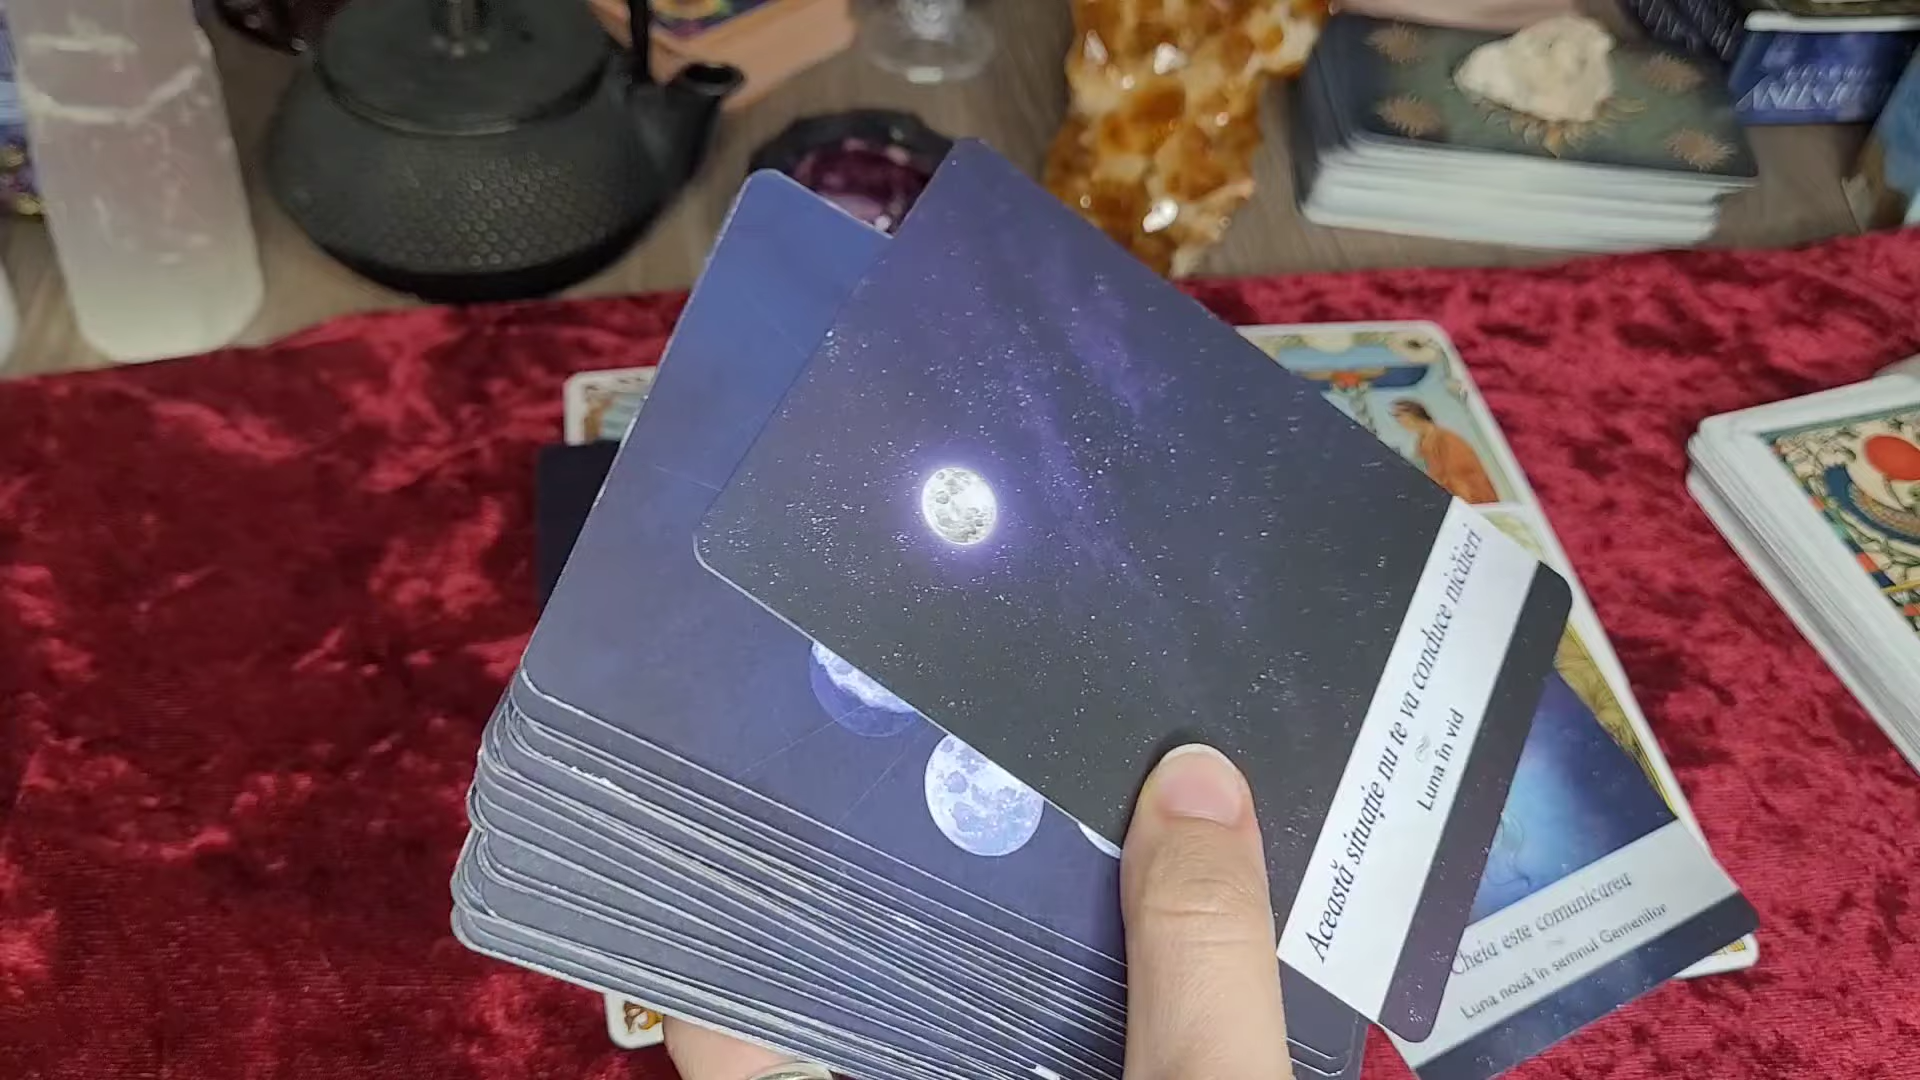 Această situație nu te va conduce nicăieri
Luna în vid
Cheia este comunicarea
Luna nouă în semnul Gemenilor